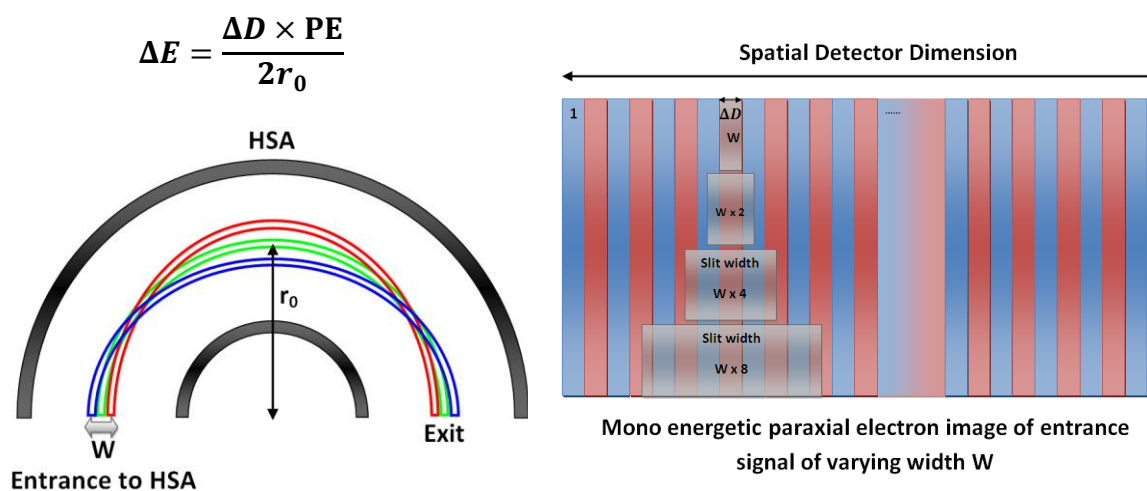 ΔE = ΔD × PE / 2r₀
HSA
r₀
W
Exit
Entrance to HSA
Spatial Detector Dimension
1
ΔD
......
W
W x 2
Slit width
W x 4
Slit width
W x 8
Mono energetic paraxial electron image of entrance
signal of varying width W